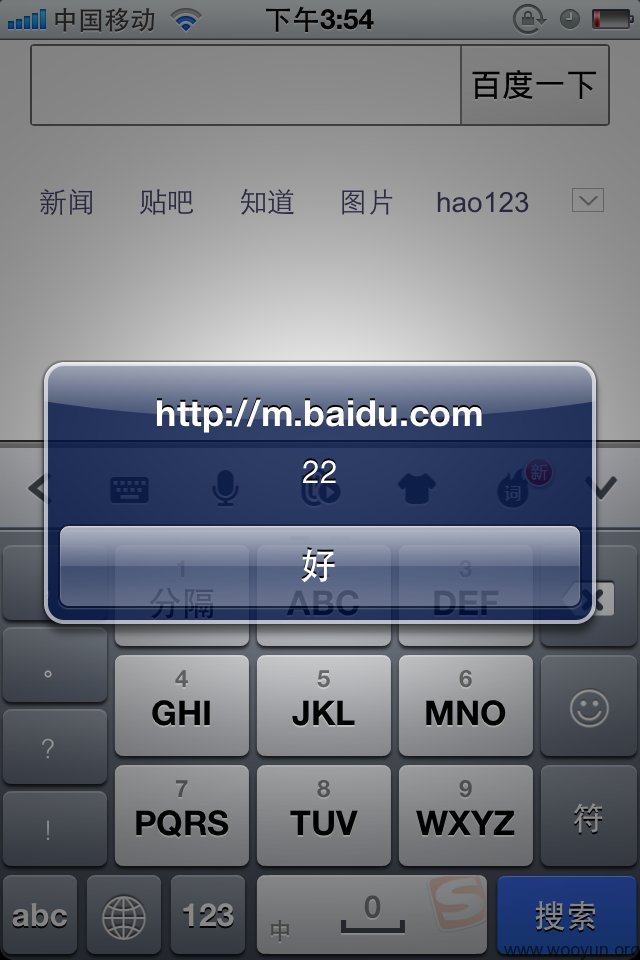 中国移动 下午3:54
百度一下
新闻 贴吧 知道 图片 hao123
http://m.baidu.com
22
词 新
好
1 3
分隔 ABC DEF
。
4 5 6
GHI JKL MNO
?
7 8 9
PQRS TUV WXYZ 符
!
abc 123 中 0 S 搜索
www.wooyun.org